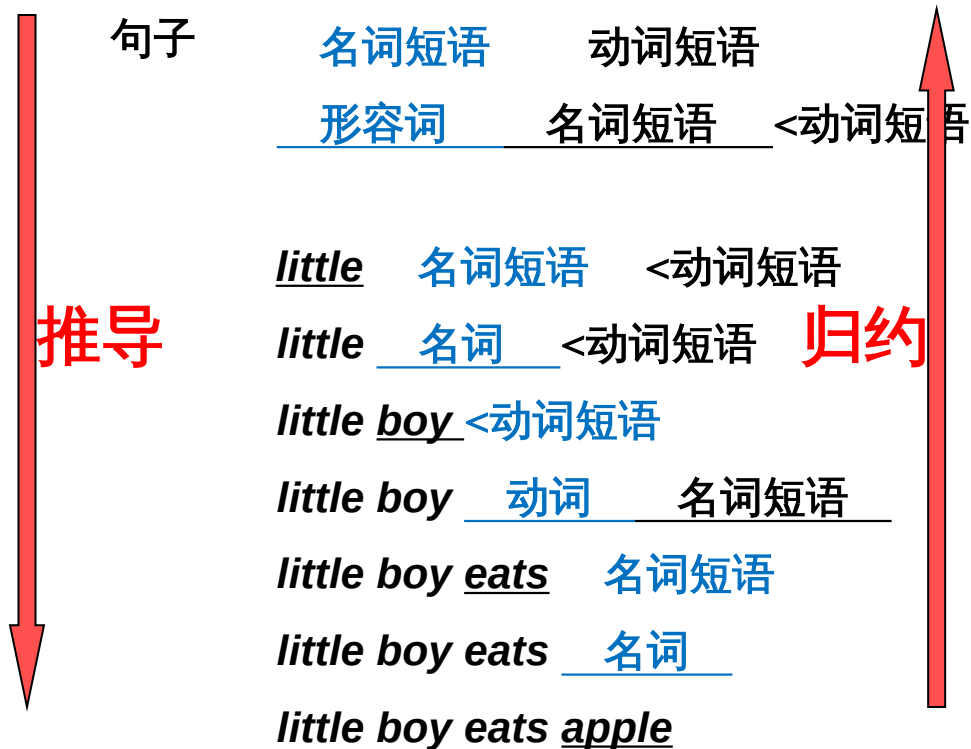 句子 名词短语 动词短语
形容词 名词短语 <动词短语
little 名词短语 <动词短语
推导
little 名词 <动词短语
归约
little boy <动词短语
little boy 动词 名词短语
little boy eats 名词短语
little boy eats 名词
little boy eats apple